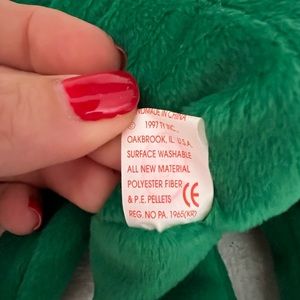 HANDMADE IN CHINA
© 1997 TY INC.,
OAKBROOK, IL. U.S.A.
SURFACE WASHABLE
ALL NEW MATERIAL
POLYESTER FIBER
& P.E. PELLETS CE
REG. NO PA. 1965(KR)